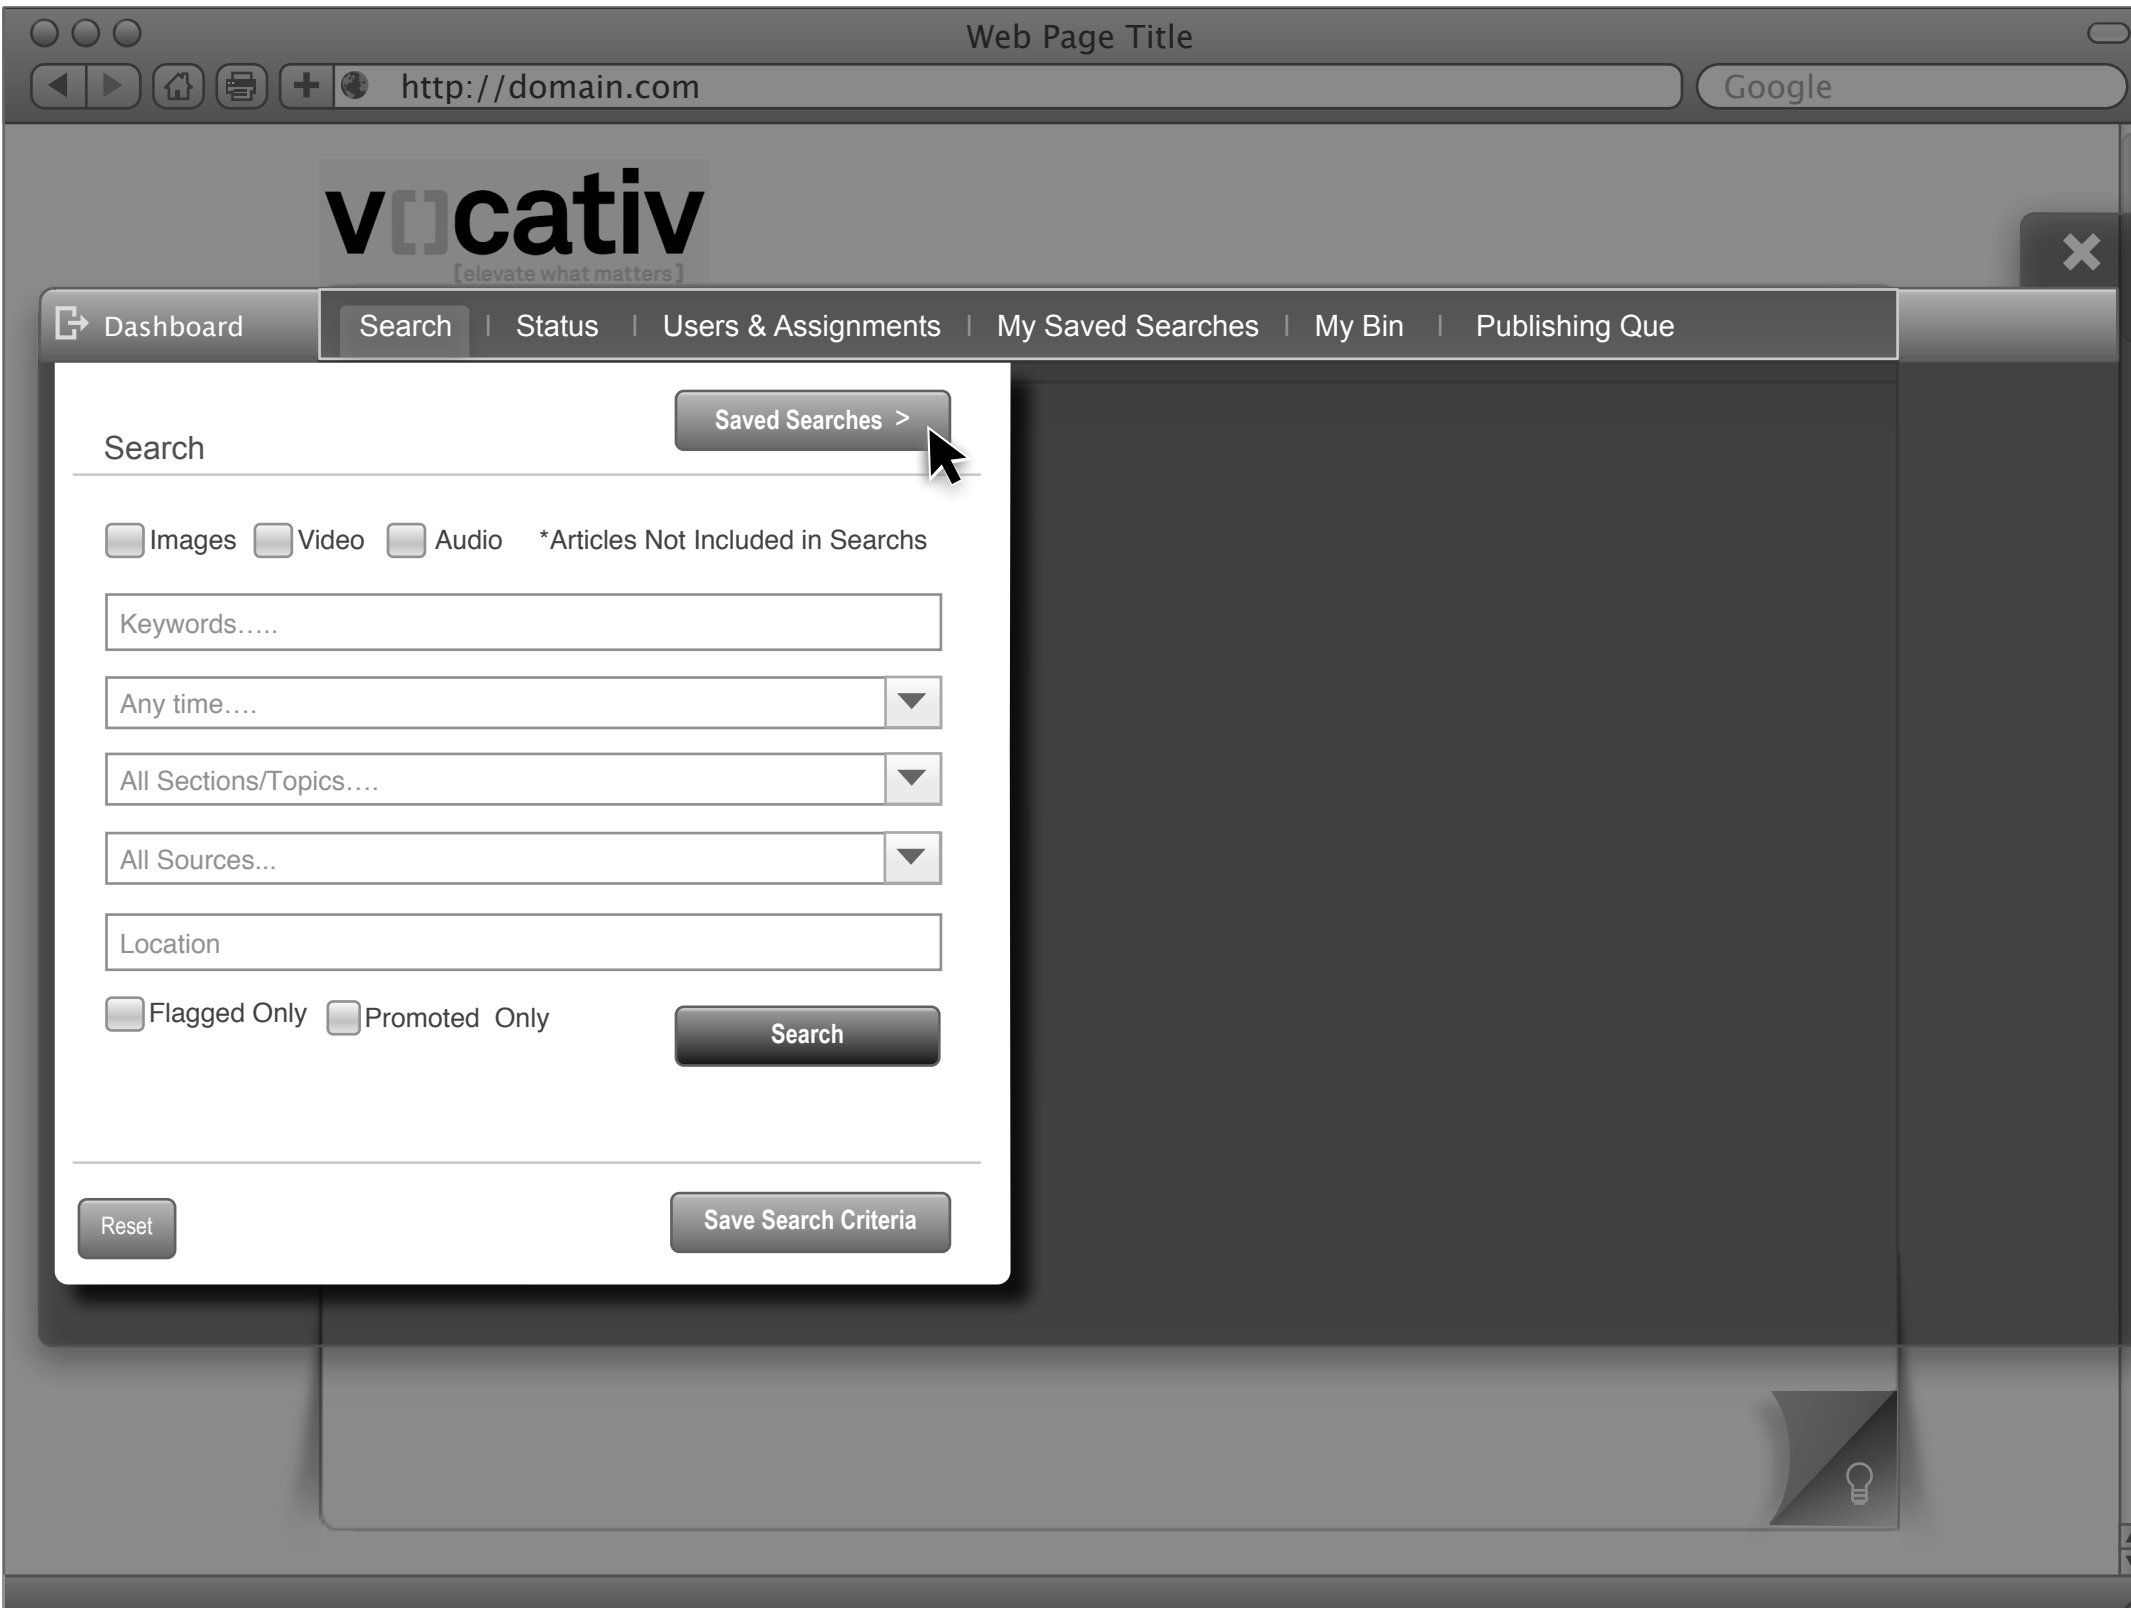 Web Page Title
http://domain.com
Google
v[]cativ
[elevate what matters]
Dashboard
Search | Status | Users & Assignments | My Saved Searches | My Bin | Publishing Que
Saved Searches >
Search
Images Video Audio *Articles Not Included in Searchs
Keywords.....
Any time....
All Sections/Topics....
All Sources...
Location
Flagged Only Promoted Only
Search
Reset
Save Search Criteria